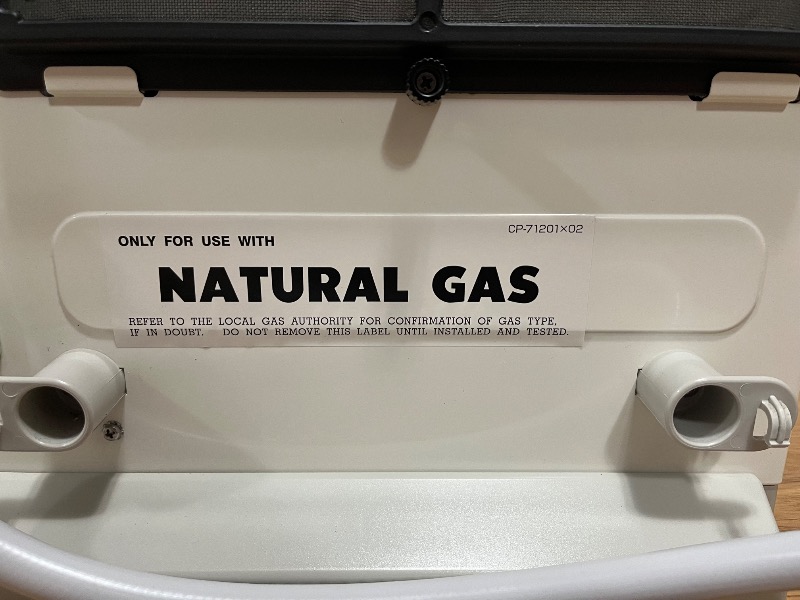 CP-71201×02
ONLY FOR USE WITH
NATURAL GAS
REFER TO THE LOCAL GAS AUTHORITY FOR CONFIRMATION OF GAS TYPE,
IF IN DOUBT. DO NOT REMOVE THIS LABEL UNTIL INSTALLED AND TESTED.